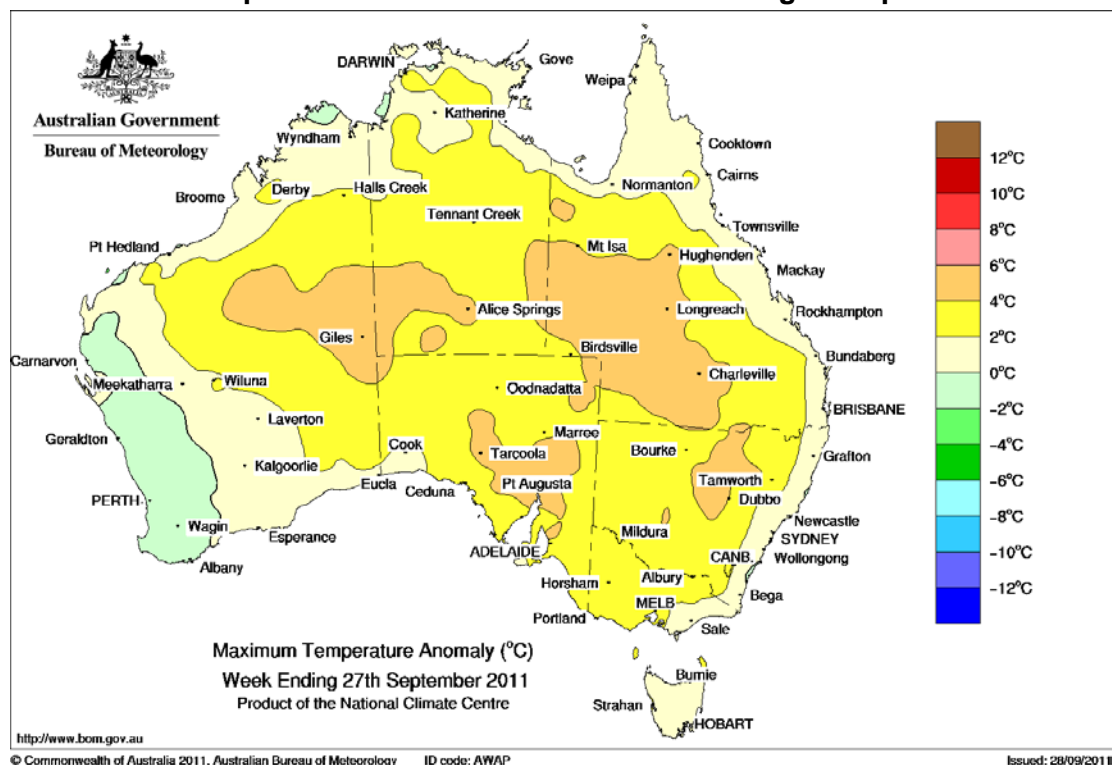 Australian Government
Bureau of Meteorology
DARWIN
Gove
Weipa
Katherine
Wyndham
Cooktown
Cairns
Normanton
Broome
Derby
Halls Creek
Tennant Creek
Townsville
Pt Hedland
Mt Isa
Hughenden
Mackay
Alice Springs
Longreach
Rockhampton
Giles
Birdsville
Bundaberg
Carnarvon
Meekatharra
Wiluna
Oodnadatta
Charleville
BRISBANE
Laverton
Geraldton
Cook
Marree
Bourke
Grafton
Kalgoorlie
Tarcoola
Eucla
Ceduna
Pt Augusta
Tamworth
Dubbo
PERTH
Wagin
Esperance
Mildura
Newcastle
SYDNEY
Wollongong
Albany
ADELAIDE
CANB.
Horsham
Albury
Bega
Portland
MELB
Sale
Burnie
Strahan
HOBART
12°C
10°C
8°C
6°C
4°C
2°C
0°C
-2°C
-4°C
-6°C
-8°C
-10°C
-12°C
Maximum Temperature Anomaly (°C)
Week Ending 27th September 2011
Product of the National Climate Centre
http://www.bom.gov.au
© Commonwealth of Australia 2011, Australian Bureau of Meteorology ID code: AWAP Issued: 28/09/2011